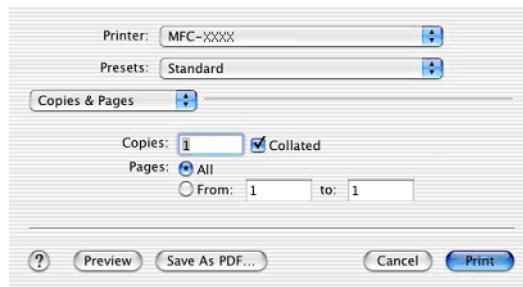 Printer: MFC-XXXX
Presets: Standard
Copies & Pages
Copies: 1 Collated
Pages: All
From: 1 to: 1
? Preview Save As PDF... Cancel Print